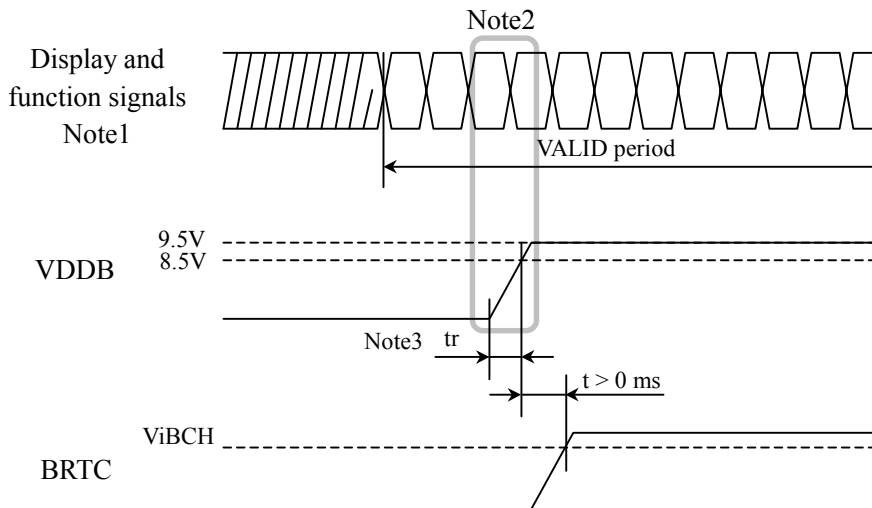 Note2
Display and
function signals
Note1
VALID period
9.5V
8.5V
VDDB
Note3
tr
t > 0 ms
ViBCH
BRTC